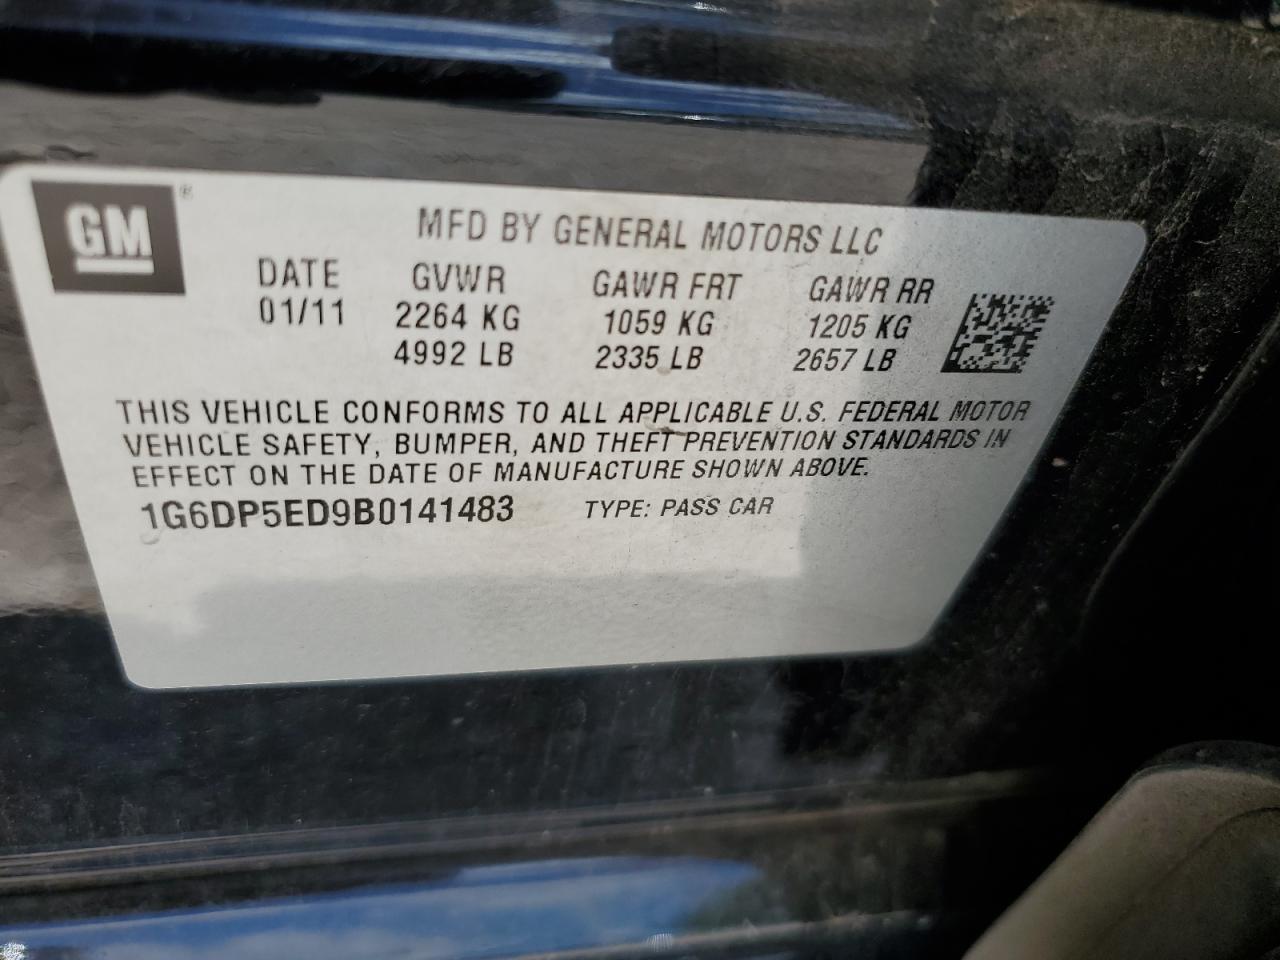 GM ®
MFD BY GENERAL MOTORS LLC
DATE GVWR GAWR FRT GAWR RR
01/11 2264 KG 1059 KG 1205 KG
4992 LB 2335 LB 2657 LB
THIS VEHICLE CONFORMS TO ALL APPLICABLE U.S. FEDERAL MOTOR
VEHICLE SAFETY, BUMPER, AND THEFT PREVENTION STANDARDS IN
EFFECT ON THE DATE OF MANUFACTURE SHOWN ABOVE.
1G6DP5ED9B0141483 TYPE: PASS CAR